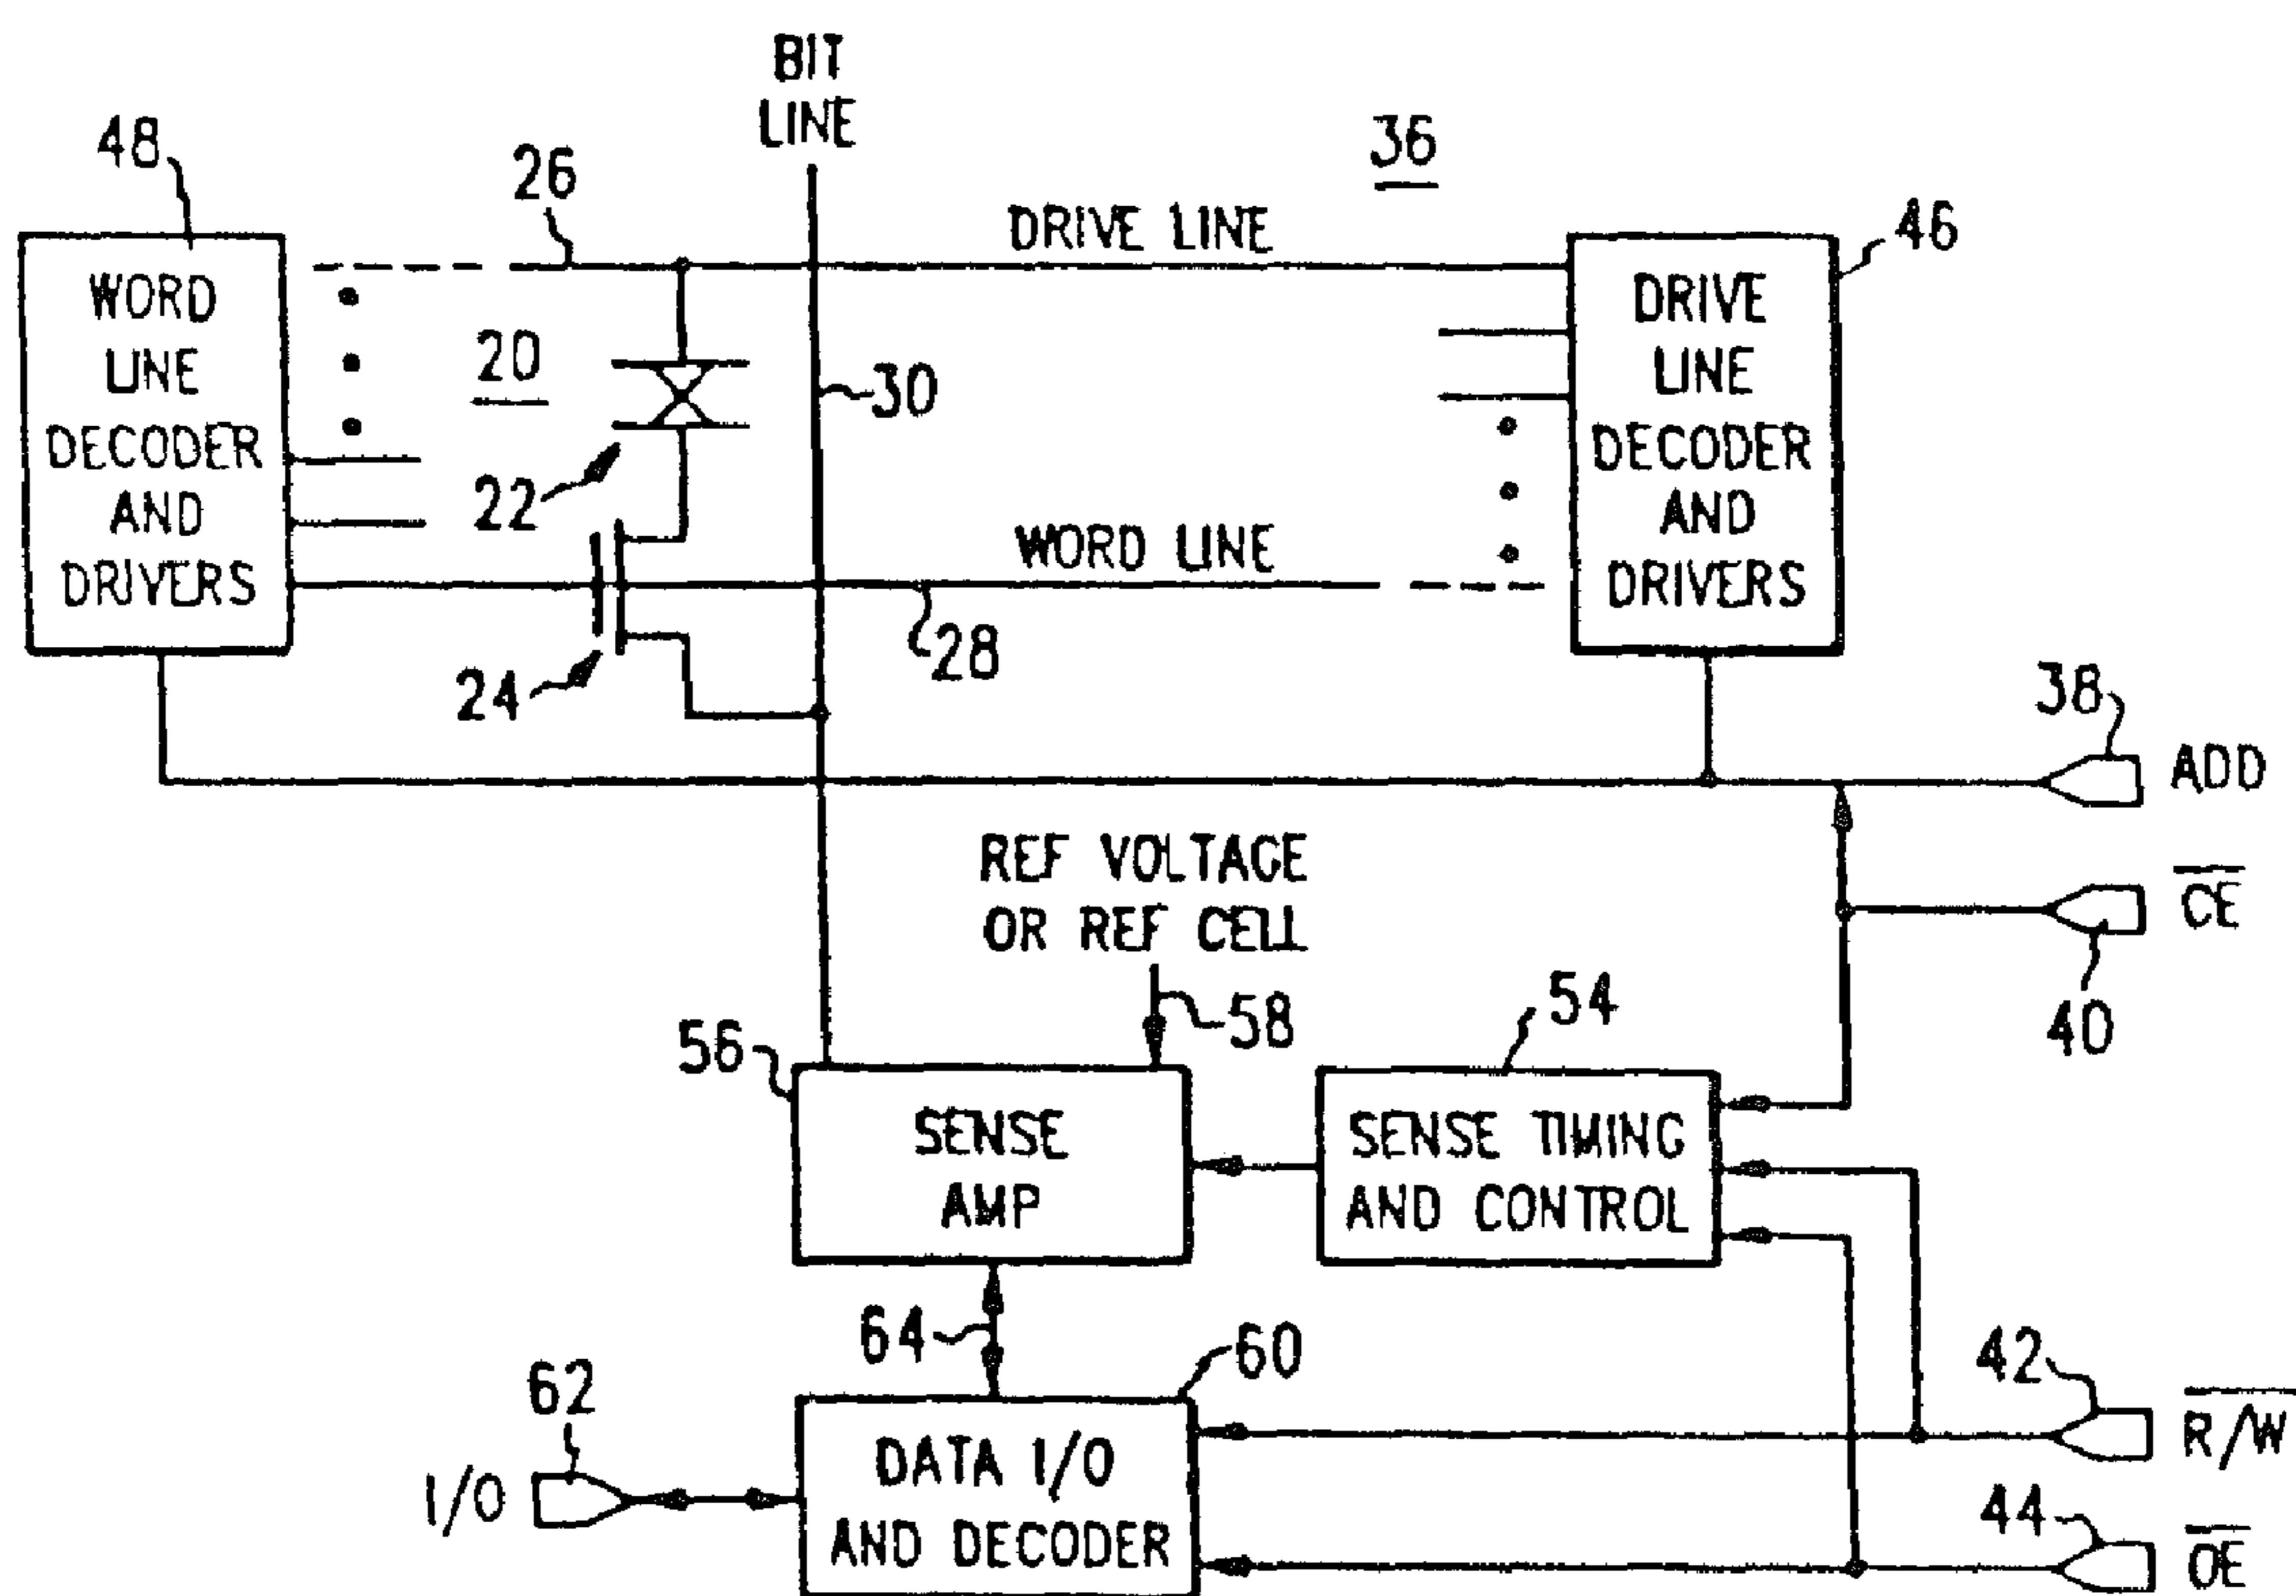 BIT
LINE
48
26
36
DRIVE LINE
46
WORD
LINE
DECODER
AND
DRIVERS
20
30
DRIVE
LINE
DECODER
AND
DRIVERS
22
WORD LINE
28
24
38
ADD
REF VOLTAGE
OR REF CELL
CE
58
54
40
56
SENSE
AMP
SENSE TIMING
AND CONTROL
64
60
42
62
R/W
I/O
DATA I/O
AND DECODER
44
OE